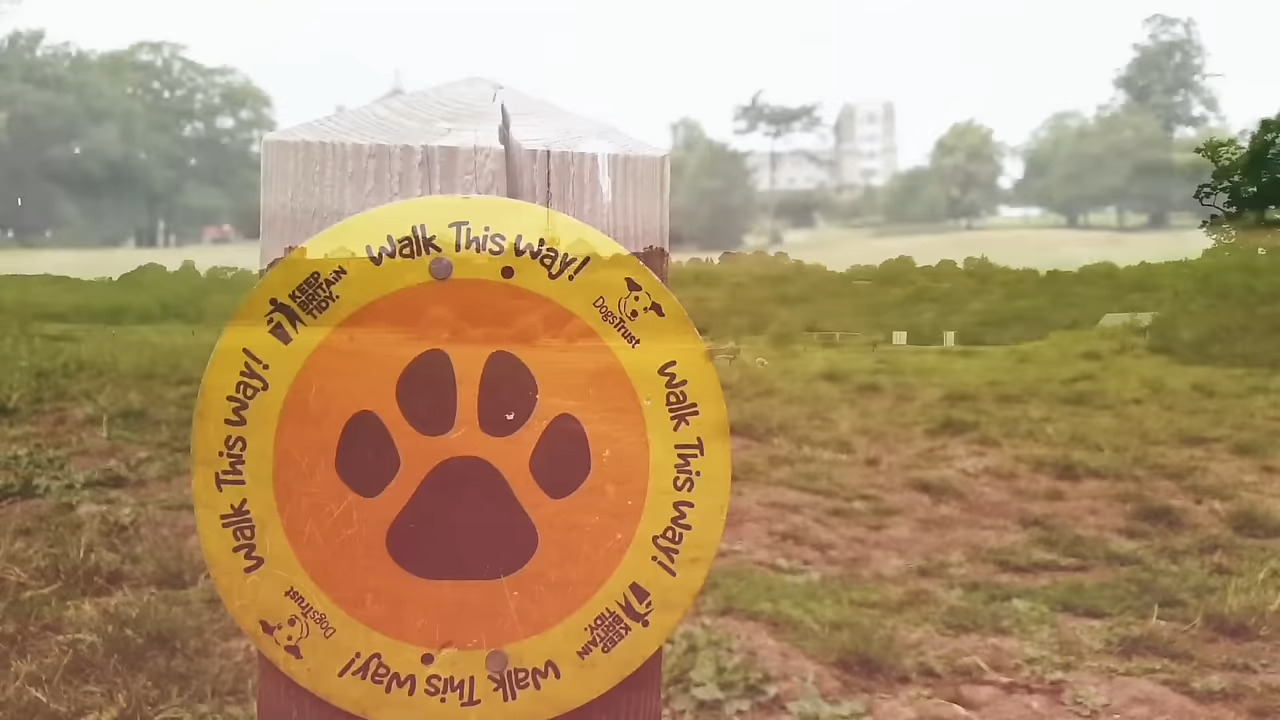 Walk This Way!
KEEP
BRITAIN
TIDY.
DogsTrust
Walk This Way!
Walk This Way!
DogsTrust
KEEP
BRITAIN
TIDY.
Walk This Way!